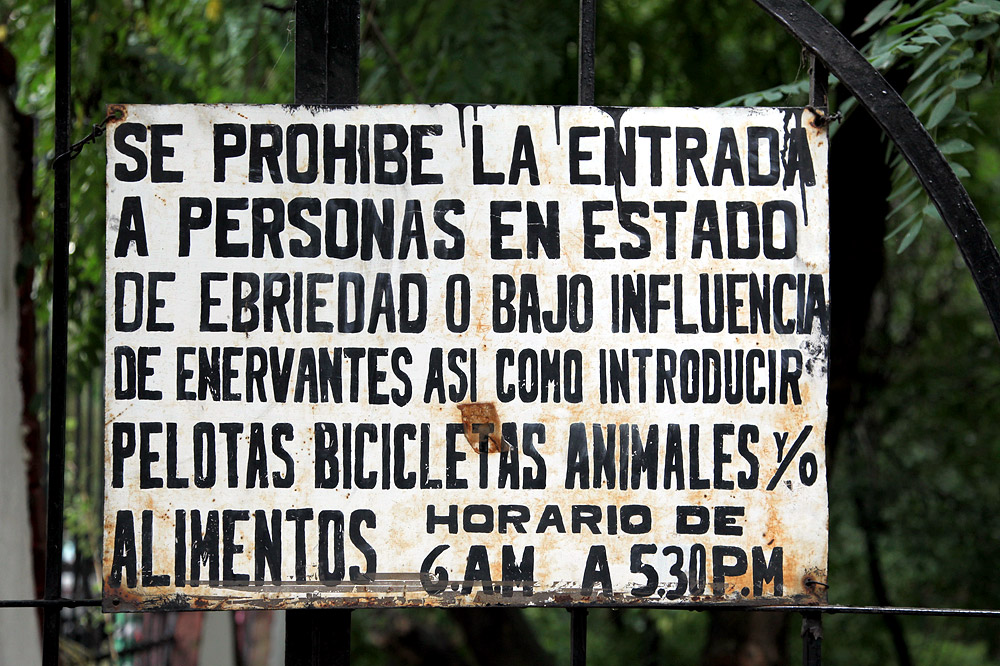 SE PROHIBE LA ENTRADA
A PERSONAS EN ESTADO
DE EBRIEDAD O BAJO INFLUENCIA
DE ENERVANTES ASI COMO INTRODUCIR
PELOTAS BICICLETAS ANIMALES Y/O
ALIMENTOS HORARIO DE
6.A.M A 5.30.P.M